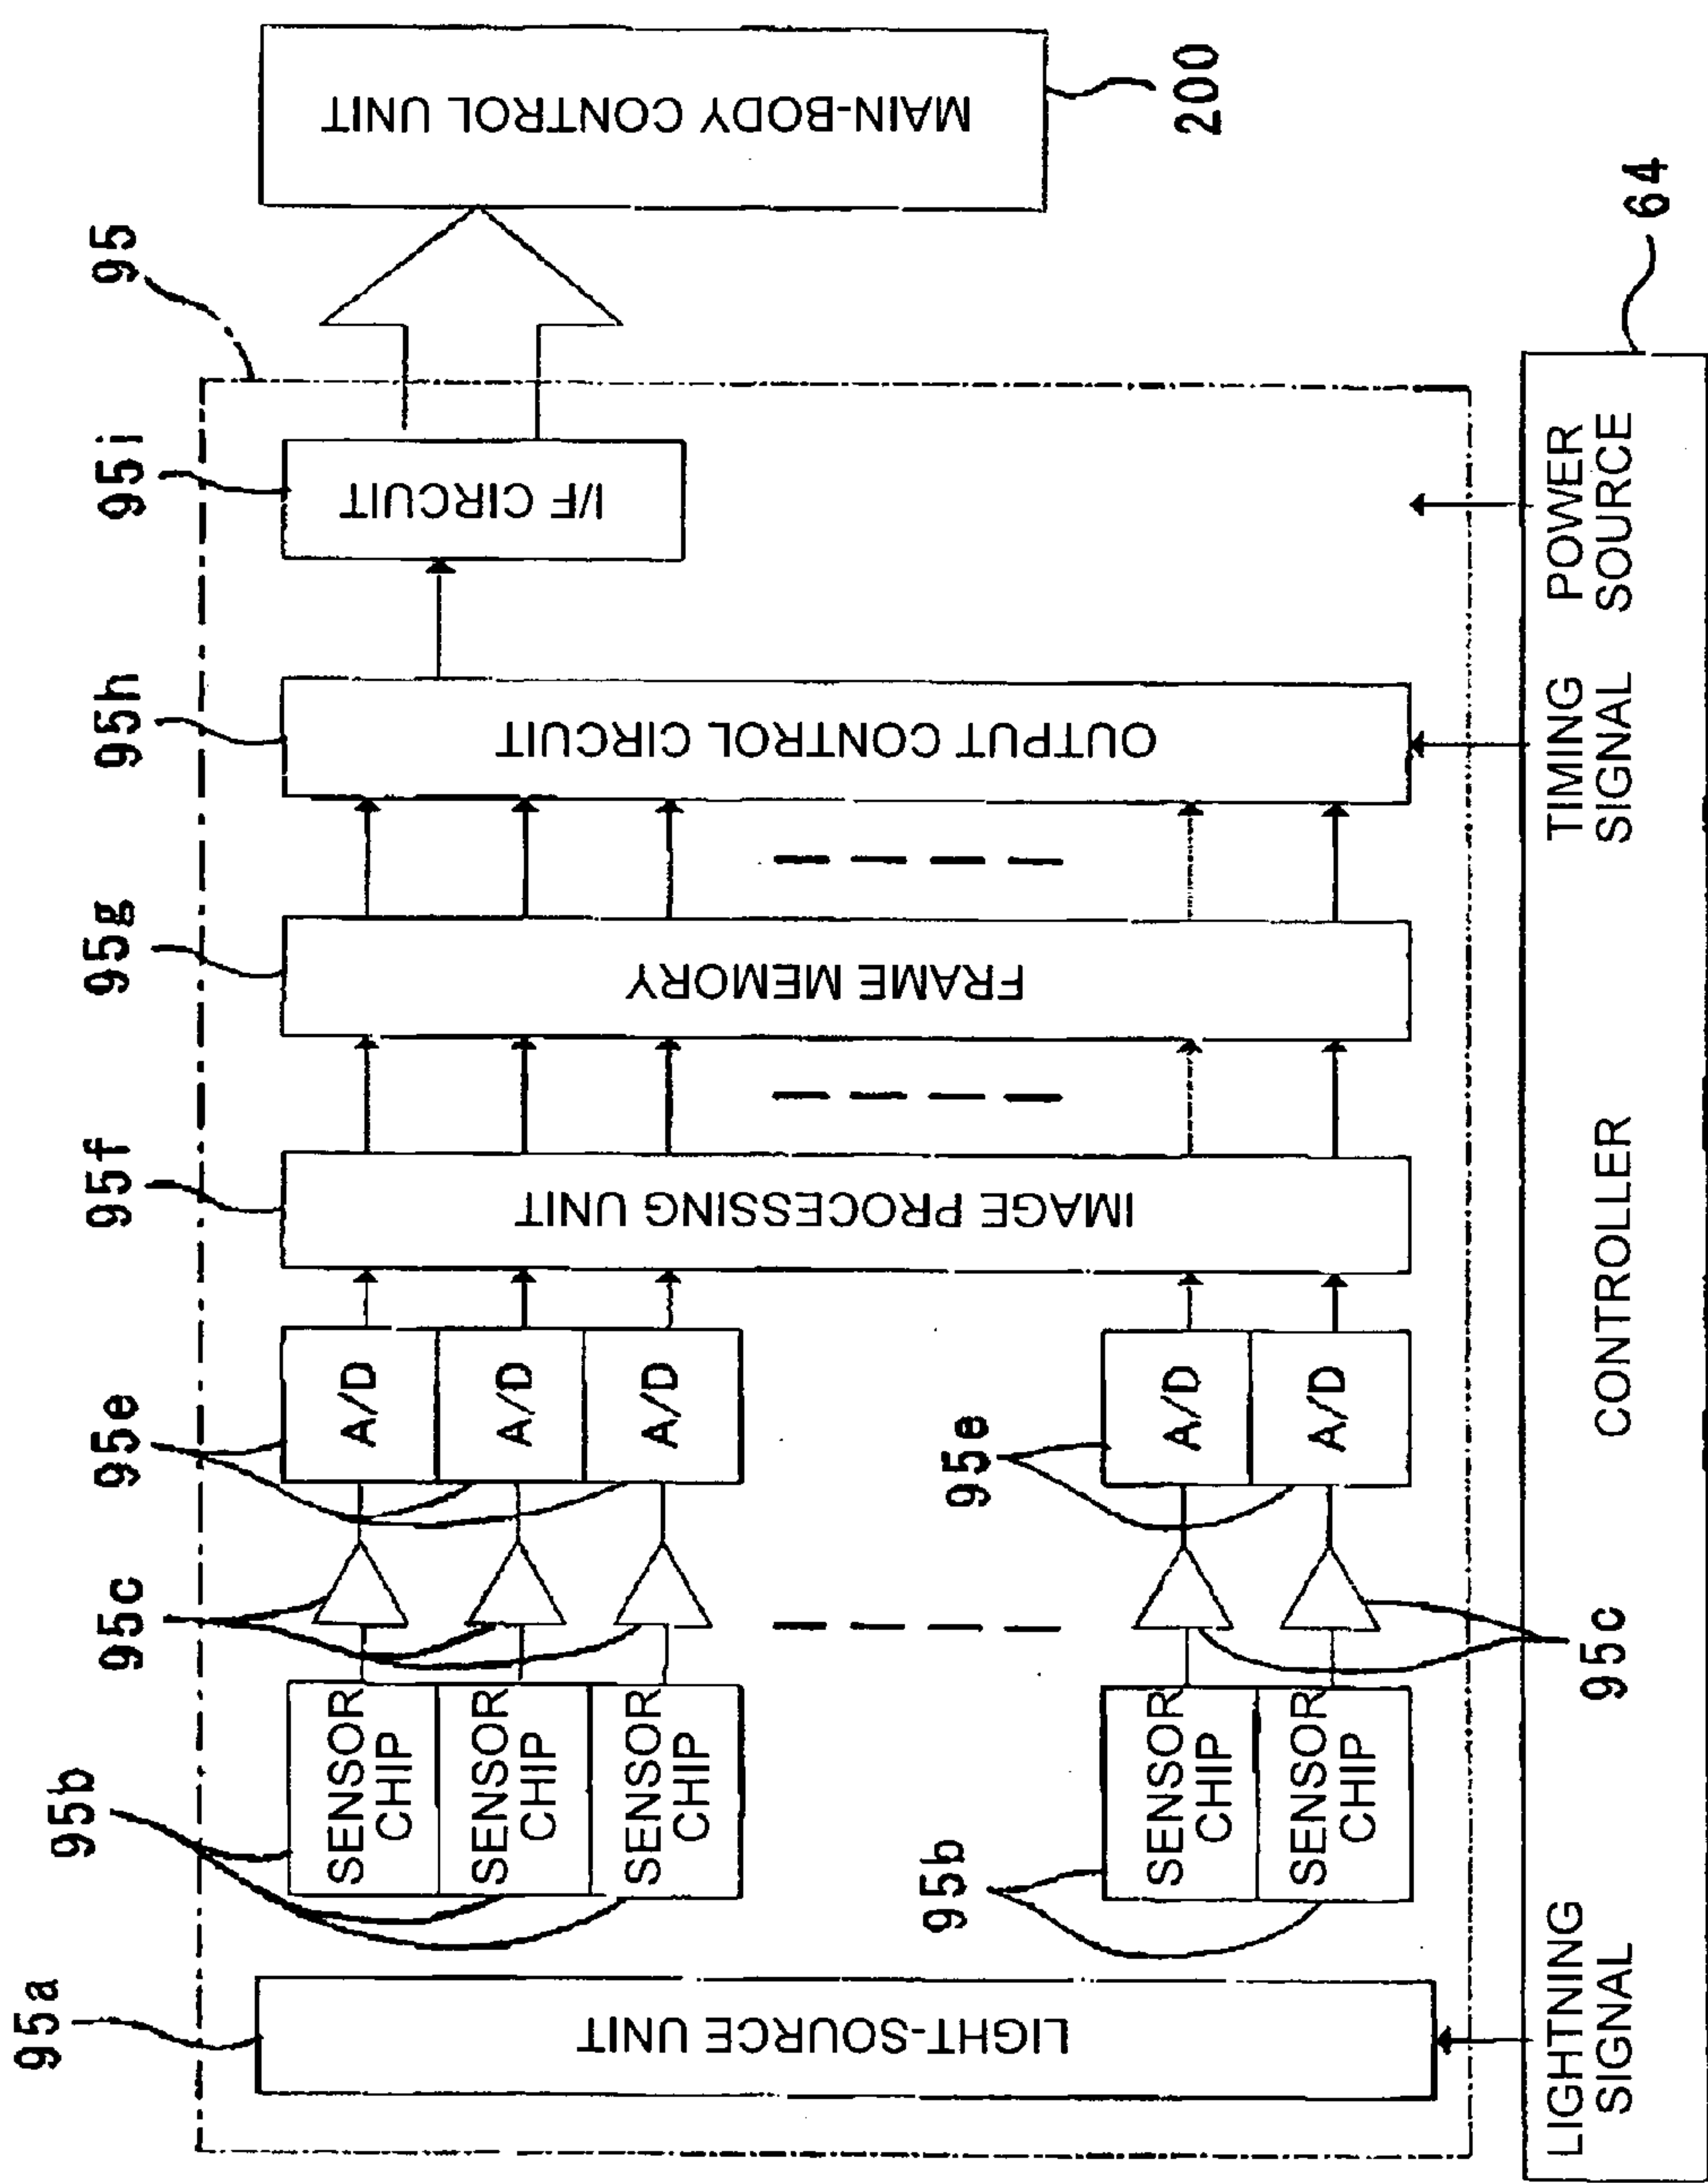 95
95a
95b
95c
95e
95f
95g
95h
95i
LIGHT-SOURCE UNIT
SENSOR
CHIP
SENSOR
CHIP
SENSOR
CHIP
A/D
A/D
A/D
IMAGE PROCESSING UNIT
FRAME MEMORY
OUTPUT CONTROL CIRCUIT
I/F CIRCUIT
MAIN-BODY CONTROL UNIT
200
95b
SENSOR
CHIP
SENSOR
CHIP
95e
A/D
A/D
95c
LIGHTNING
SIGNAL
CONTROLLER
TIMING
SIGNAL
POWER
SOURCE
64